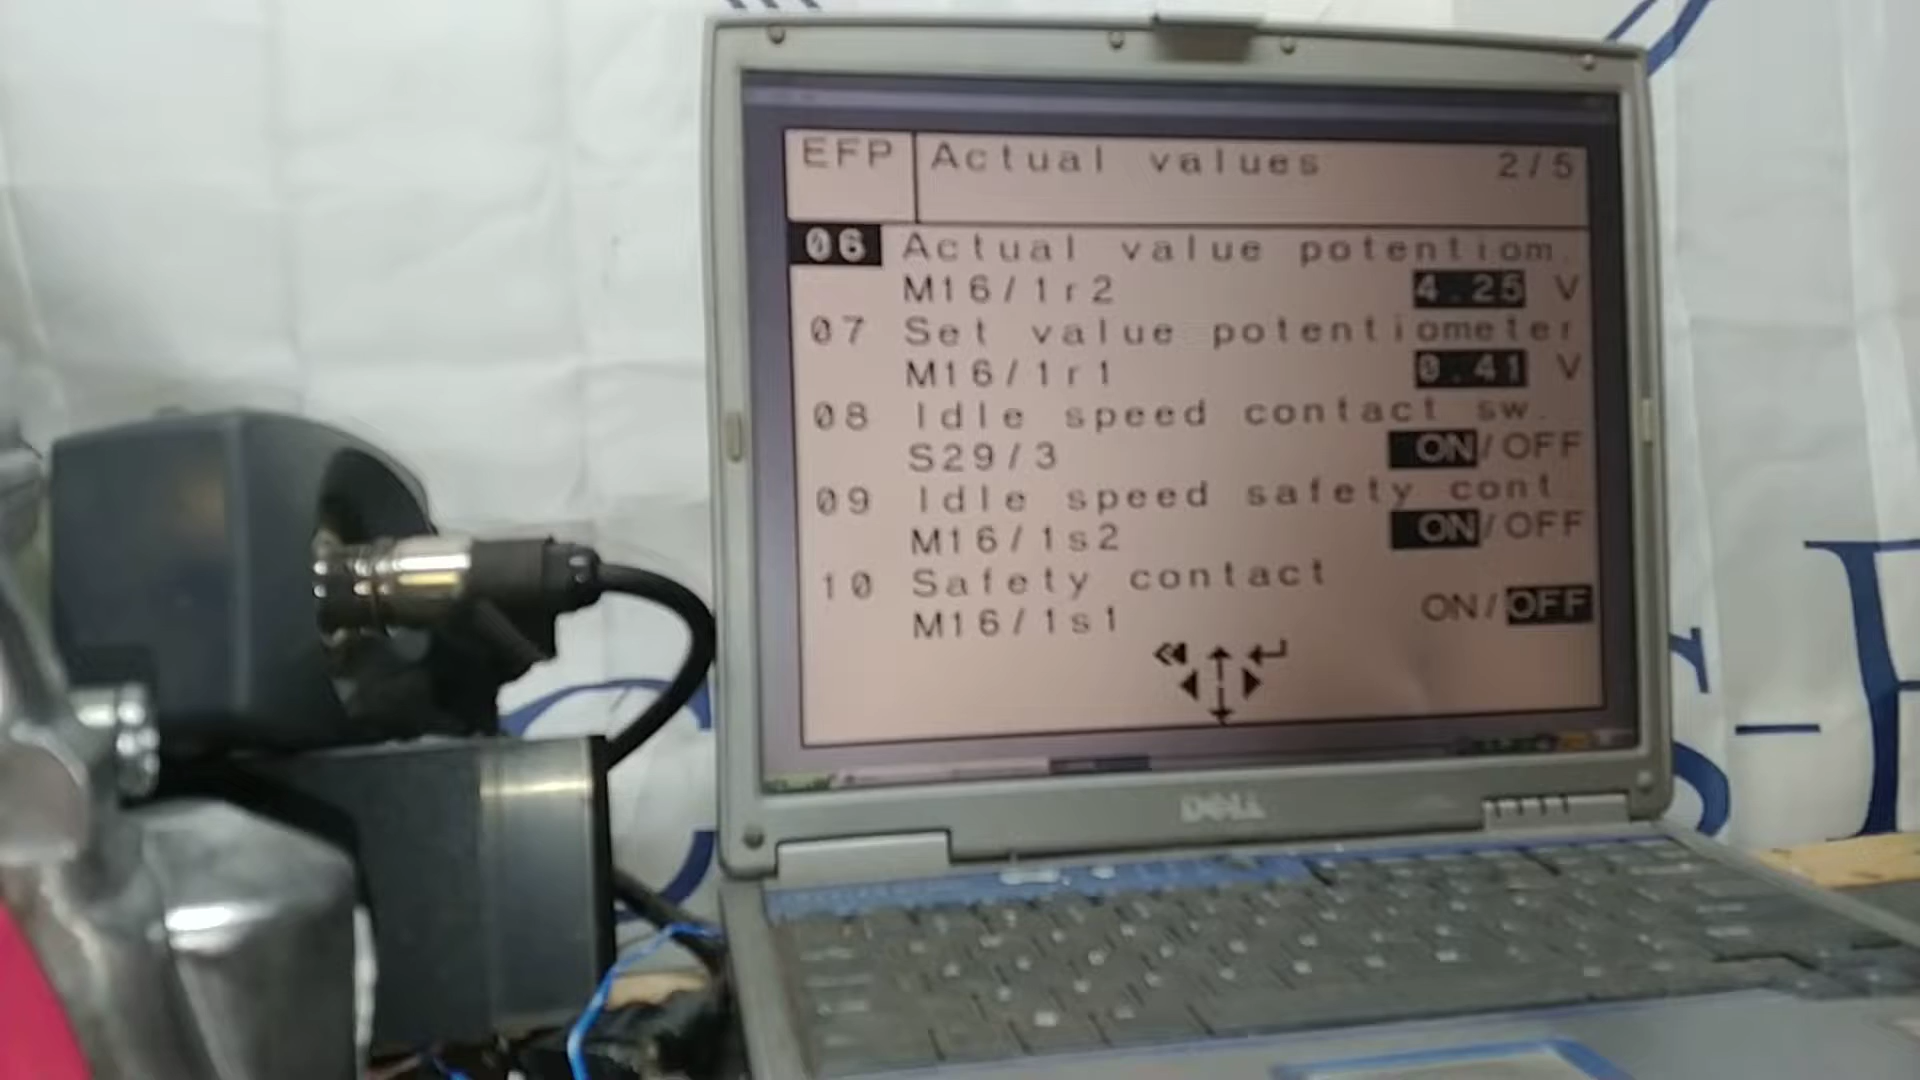 EFP Actual values 2/5
06 Actual value potentiom.
M16/1r2 4.25 V
07 Set value potentiometer
M16/1r1 0.41 V
08 Idle speed contact sw.
S29/3 ON/OFF
09 Idle speed safety cont
M16/1s2 ON/OFF
10 Safety contact
M16/1s1 ON/OFF
DELL